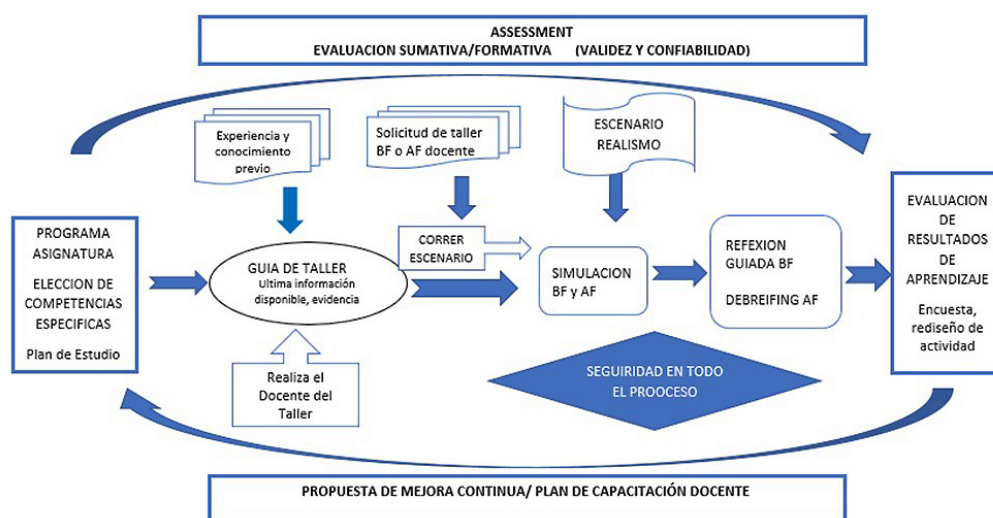 ASSESSMENT
EVALUACION SUMATIVA/FORMATIVA (VALIDEZ Y CONFIABILIDAD)
Experiencia y
conocimiento
previo
Solicitud de taller
BF o AF docente
ESCENARIO
REALISMO
PROGRAMA
ASIGNATURA
ELECCION DE
COMPETENCIAS
ESPECIFICAS
Plan de Estudio
GUIA DE TALLER
Ultima información
disponible, evidencia
CORRER
ESCENARIO
SIMULACION
BF y AF
REFEXION
GUIADA BF
DEBREIFING AF
EVALUACION
DE
RESULTADOS
DE
APRENDIZAJE
Encuesta,
rediseño de
actividad
Realiza el
Docente del
Taller
SEGUIRIDAD EN TODO
EL PROOCESO
PROPUESTA DE MEJORA CONTINUA/ PLAN DE CAPACITACIÓN DOCENTE